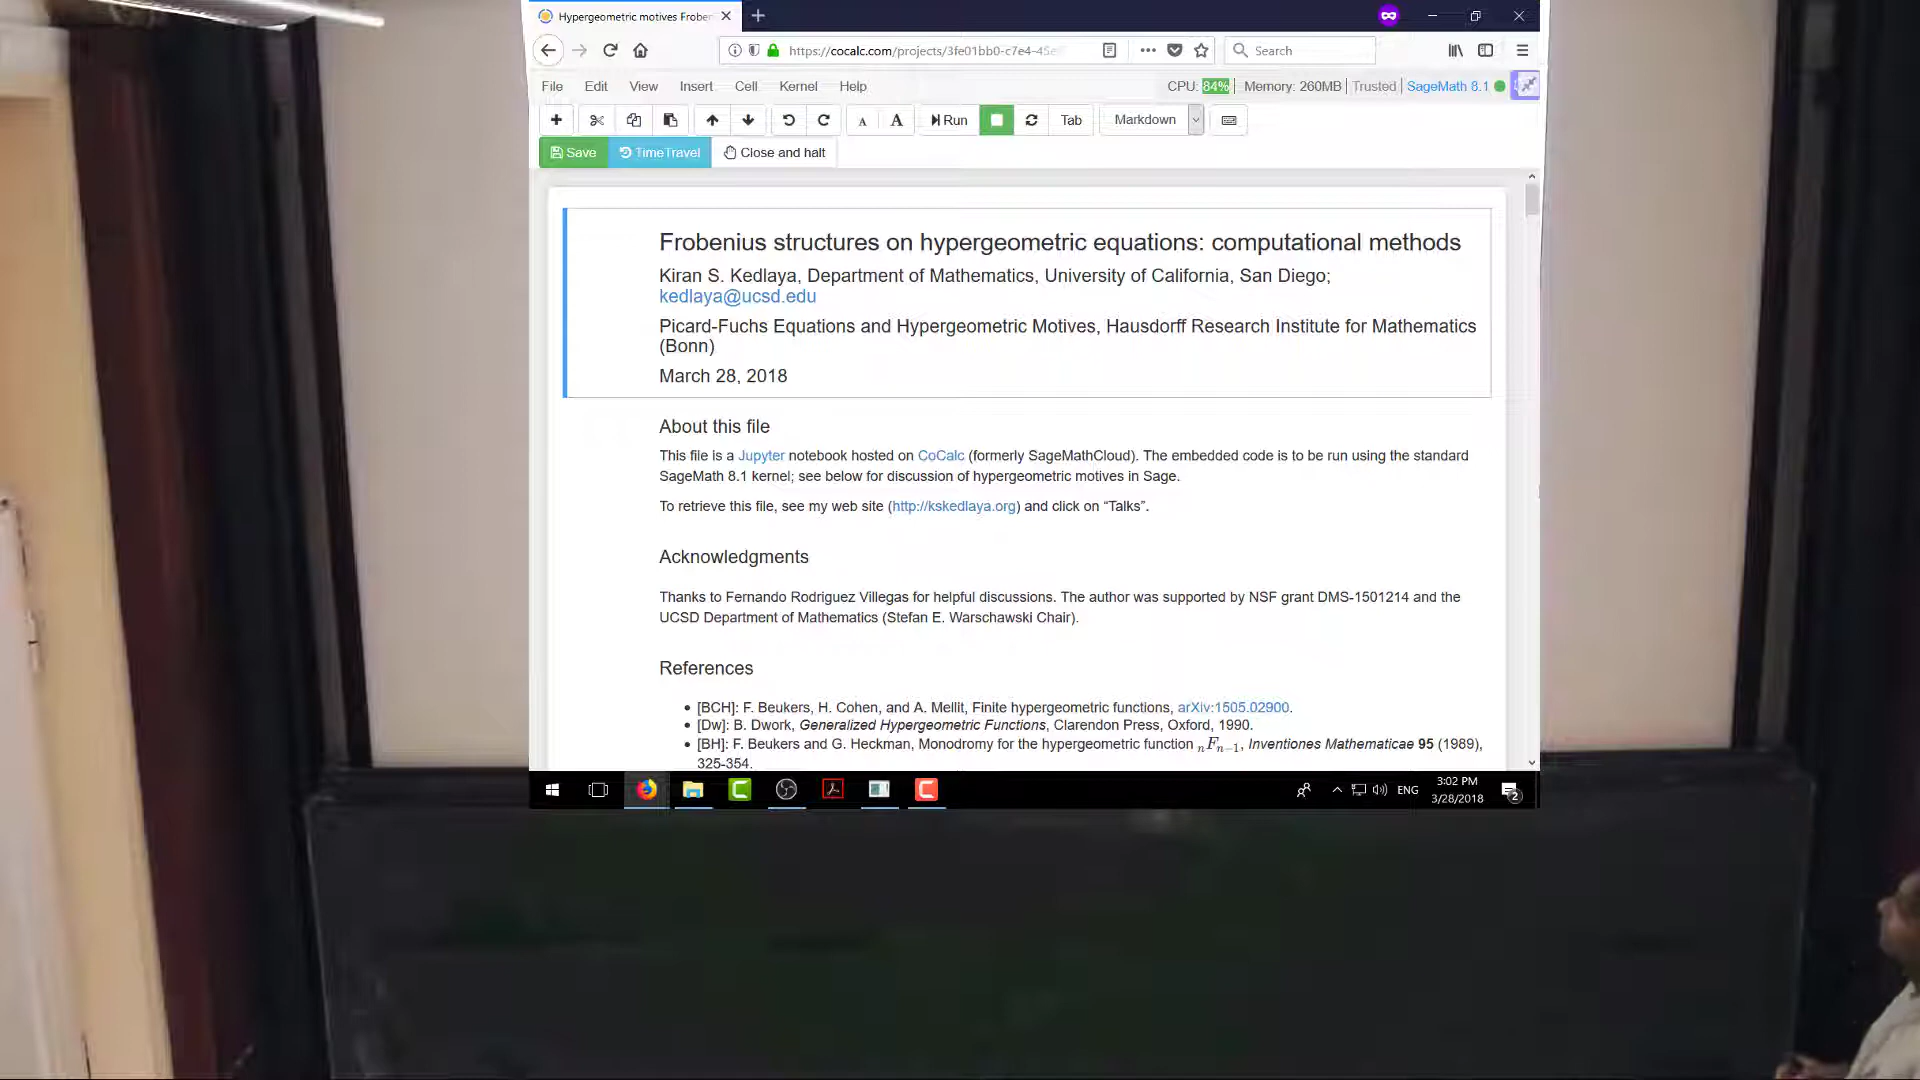 Hypergeometric motives Frober
https://cocalc.com/projects/3fe01bb0-c7e4-45e
Search
File Edit View Insert Cell Kernel Help
CPU: 84% Memory: 260MB Trusted SageMath 8.1
A A Run Tab Markdown
Save TimeTravel Close and halt
Frobenius structures on hypergeometric equations: computational methods
Kiran S. Kedlaya, Department of Mathematics, University of California, San Diego;
kedlaya@ucsd.edu
Picard-Fuchs Equations and Hypergeometric Motives, Hausdorff Research Institute for Mathematics
(Bonn)
March 28, 2018
About this file
This file is a Jupyter notebook hosted on CoCalc (formerly SageMathCloud). The embedded code is to be run using the standard
SageMath 8.1 kernel; see below for discussion of hypergeometric motives in Sage.
To retrieve this file, see my web site (http://kskedlaya.org) and click on “Talks”.
Acknowledgments
Thanks to Fernando Rodriguez Villegas for helpful discussions. The author was supported by NSF grant DMS-1501214 and the
UCSD Department of Mathematics (Stefan E. Warschawski Chair).
References
• [BCH]: F. Beukers, H. Cohen, and A. Mellit, Finite hypergeometric functions, arXiv:1505.02900.
• [Dw]: B. Dwork, Generalized Hypergeometric Functions, Clarendon Press, Oxford, 1990.
• [BH]: F. Beukers and G. Heckman, Monodromy for the hypergeometric function nFn−1, Inventiones Mathematicae 95 (1989),
325-354.
ENG
3:02 PM
3/28/2018
2